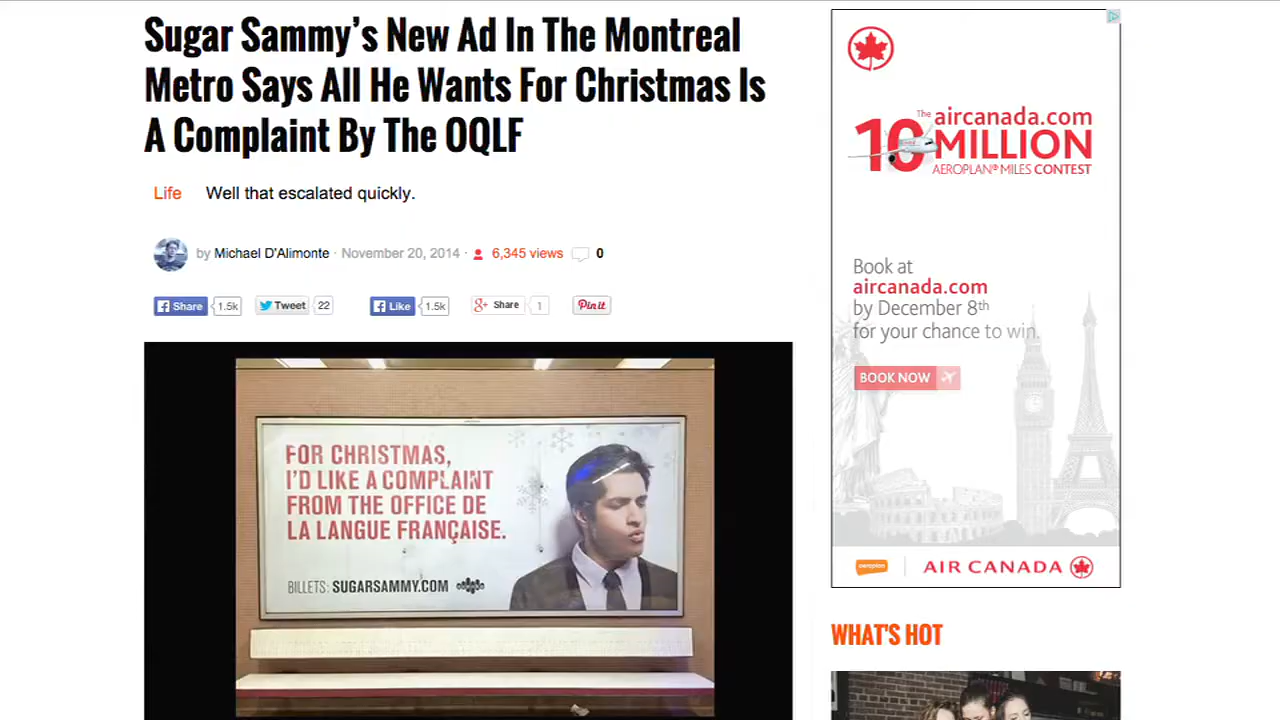 Sugar Sammy's New Ad In The Montreal
Metro Says All He Wants For Christmas Is
A Complaint By The OQLF
Life Well that escalated quickly.
by Michael D'Alimonte · November 20, 2014 · 6,345 views 0
Share 1.5k Tweet 22 Like 1.5k Share 1 Pin it
FOR CHRISTMAS,
I'D LIKE A COMPLAINT
FROM THE OFFICE DE
LA LANGUE FRANÇAISE.
BILLETS: SUGARSAMMY.COM
The aircanada.com
10 MILLION
AEROPLAN® MILES CONTEST
Book at
aircanada.com
by December 8th
for your chance to win.
BOOK NOW
aeroplan AIR CANADA
WHAT'S HOT